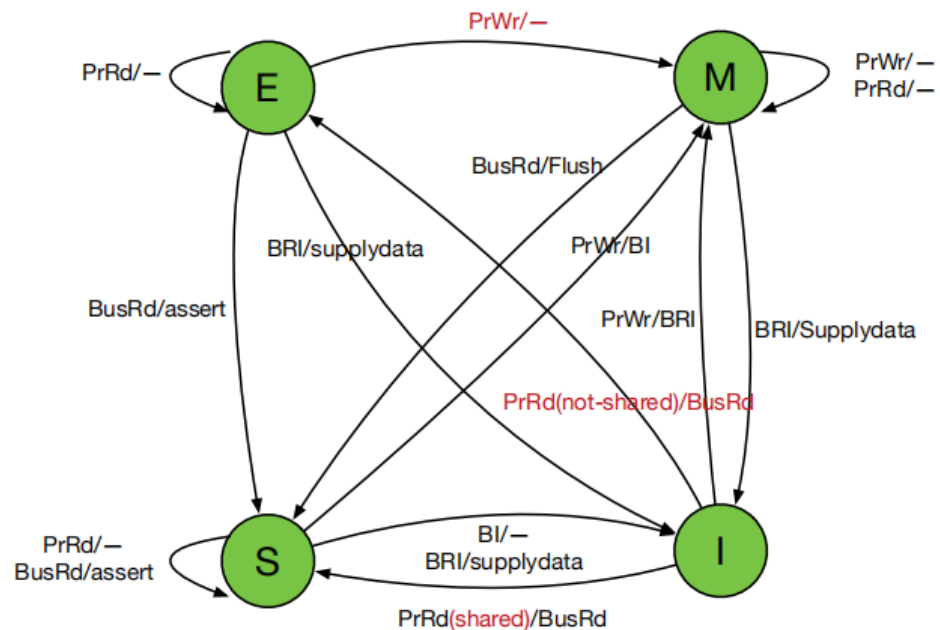 PrWr/—
PrRd/—
E
M
PrWr/—
PrRd/—
BusRd/Flush
BRI/supplydata
PrWr/BI
BusRd/assert
PrWr/BRI
BRI/Supplydata
PrRd(not-shared)/BusRd
PrRd/—
BusRd/assert
S
BI/—
BRI/supplydata
I
PrRd(shared)/BusRd